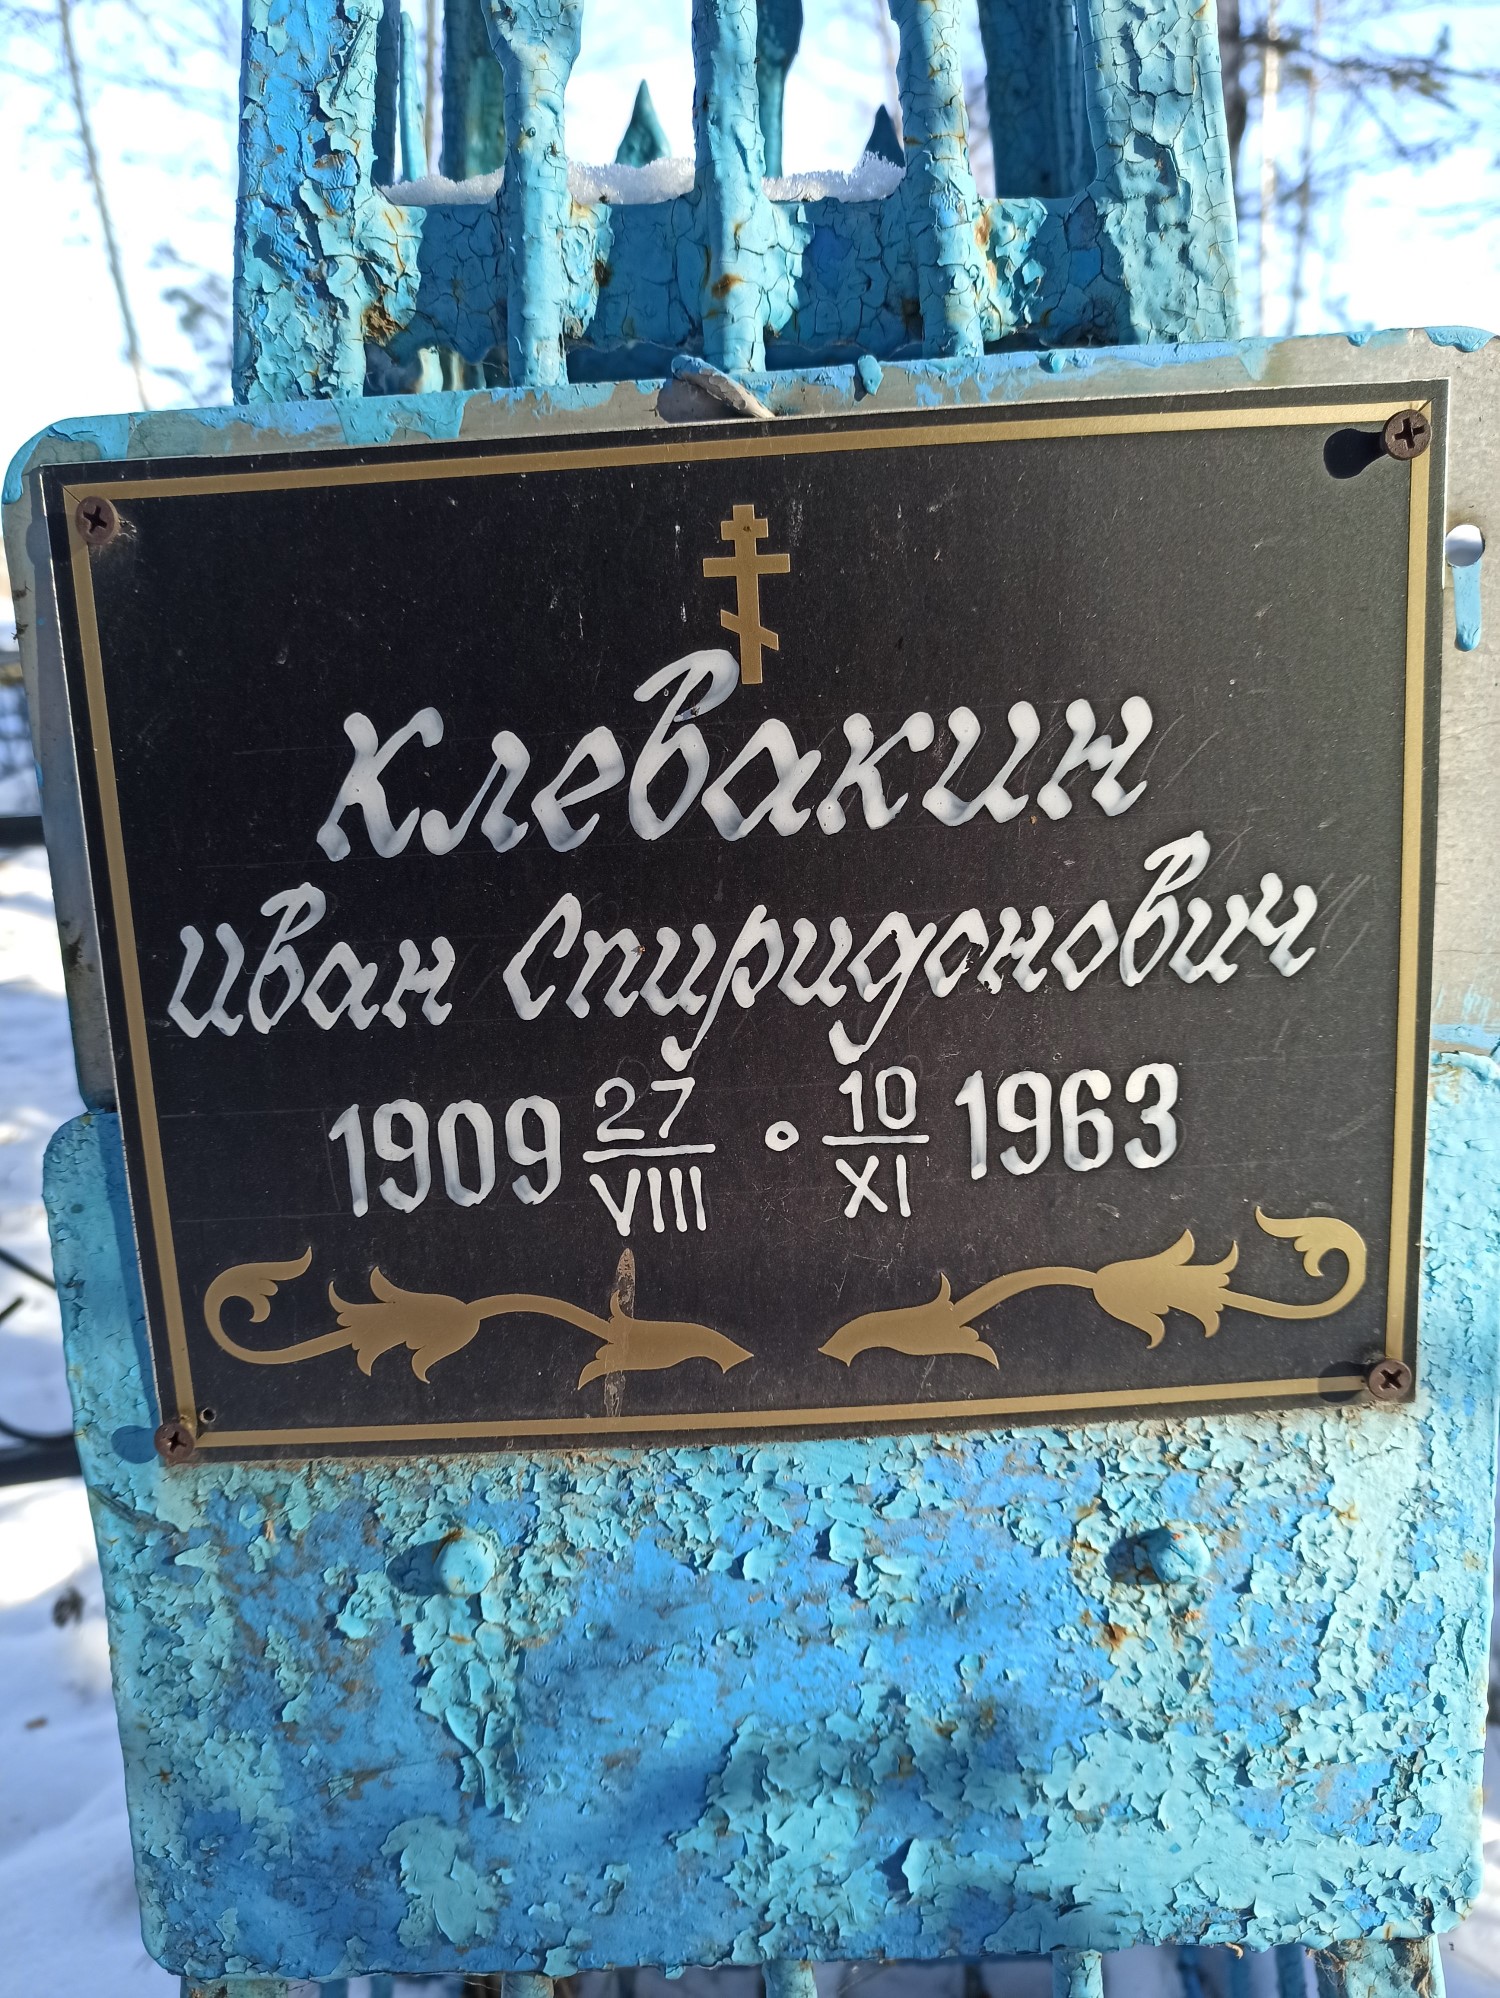 Клевакин
Иван Спиридонович
1909 27/VIII • 10/XI 1963